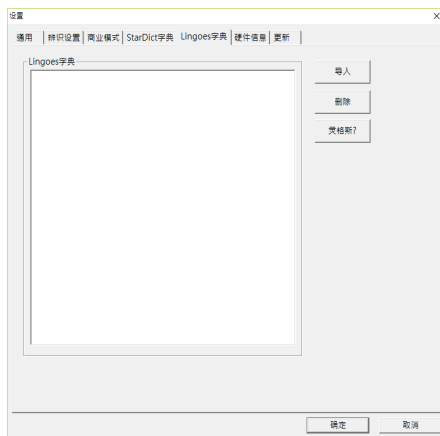 设置
通用 辨识设置 商业模式 StarDict字典 Lingoes字典 硬件信息 更新
Lingoes字典
导入
删除
灵格斯?
确定 取消